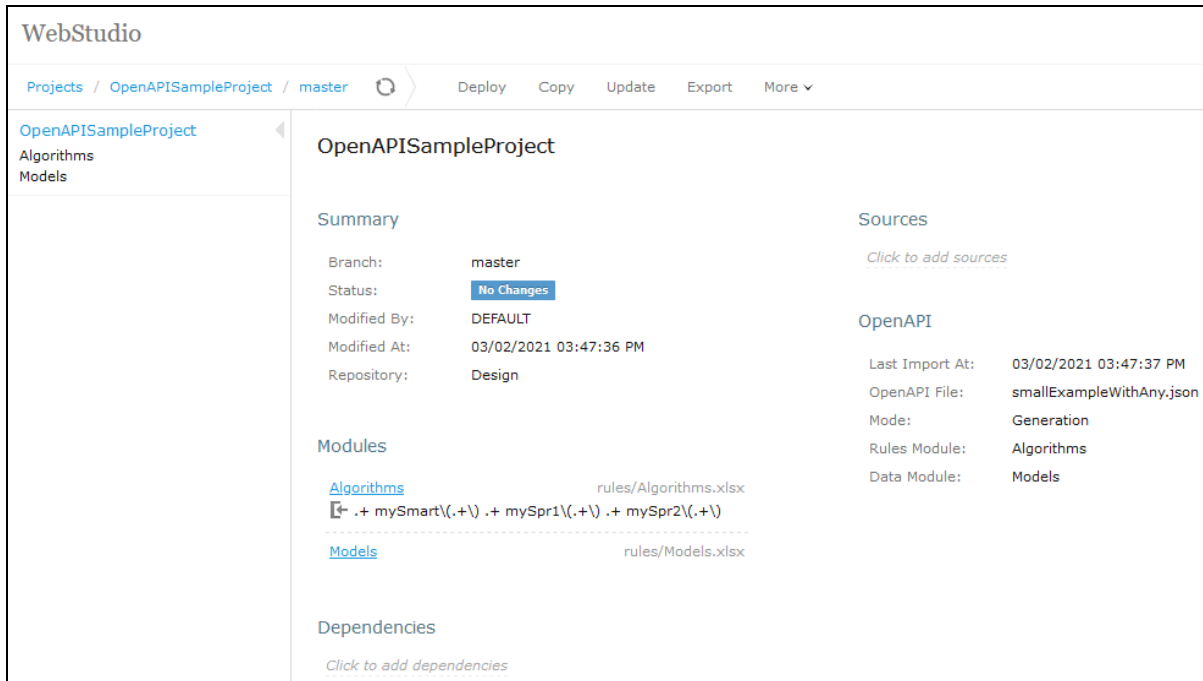 WebStudio
Projects / OpenAPISampleProject / master Deploy Copy Update Export More
OpenAPISampleProject
Algorithms
Models
OpenAPISampleProject
Summary
Branch: master
Status: No Changes
Modified By: DEFAULT
Modified At: 03/02/2021 03:47:36 PM
Repository: Design
Modules
Algorithms rules/Algorithms.xlsx
.+ mySmart\(.+\) .+ mySpr1\(.+\) .+ mySpr2\(.+\)
Models rules/Models.xlsx
Dependencies
Click to add dependencies
Sources
Click to add sources
OpenAPI
Last Import At: 03/02/2021 03:47:37 PM
OpenAPI File: smallExampleWithAny.json
Mode: Generation
Rules Module: Algorithms
Data Module: Models